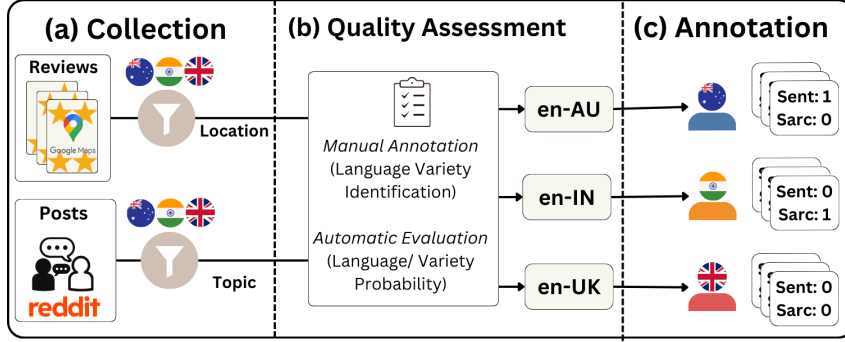 (a) Collection
Reviews
Google Maps
Location
Posts
reddit
Topic
(b) Quality Assessment
Manual Annotation
(Language Variety
Identification)
Automatic Evaluation
(Language/ Variety
Probability)
en-AU
en-IN
en-UK
(c) Annotation
Sent: 1
Sarc: 0
Sent: 0
Sarc: 1
Sent: 0
Sarc: 0